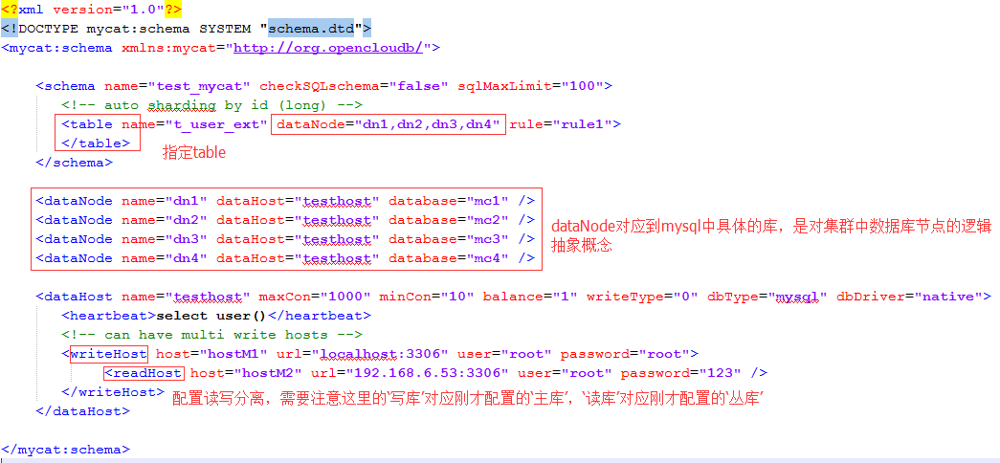 <?xml version="1.0"?>
<!DOCTYPE mycat:schema SYSTEM "schema.dtd">
<mycat:schema xmlns:mycat="http://org.opencloudb/">
<schema name="test_mycat" checkSQLschema="false" sqlMaxLimit="100">
<!-- auto sharding by id (long) -->
<table name="t_user_ext" dataNode="dn1,dn2,dn3,dn4" rule="rule1">
</table>
指定table
</schema>
<dataNode name="dn1" dataHost="testhost" database="mc1" />
<dataNode name="dn2" dataHost="testhost" database="mc2" />
<dataNode name="dn3" dataHost="testhost" database="mc3" />
<dataNode name="dn4" dataHost="testhost" database="mc4" />
dataNode对应到mysql中具体的库，是对集群中数据库节点的逻辑
抽象概念
<dataHost name="testhost" maxCon="1000" minCon="10" balance="1" writeType="0" dbType="mysql" dbDriver="native">
<heartbeat>select user()</heartbeat>
<!-- can have multi write hosts -->
<writeHost host="hostM1" url="localhost:3306" user="root" password="root">
<readHost host="hostM2" url="192.168.6.53:3306" user="root" password="123" />
</writeHost>
配置读写分离，需要注意这里的‘写库’对应刚才配置的‘主库’，‘读库’对应刚才配置的‘丛库’
</dataHost>
</mycat:schema>